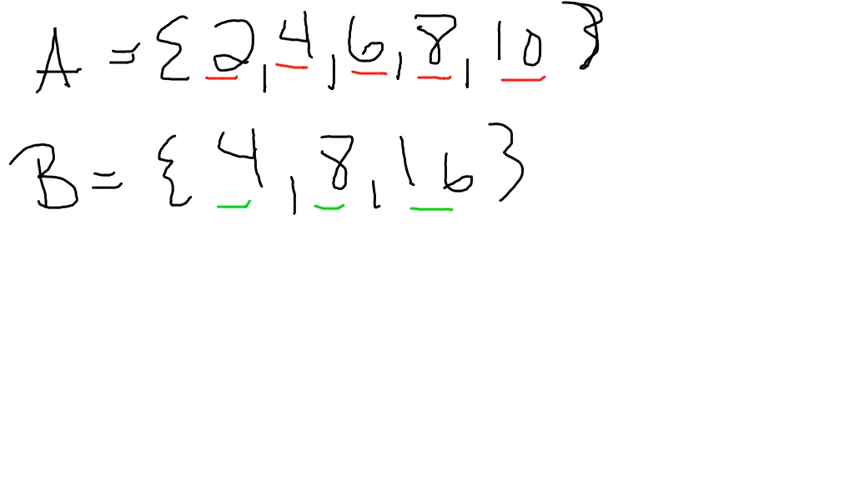 A = {2, 4, 6, 8, 10}
B = {4, 8, 16}